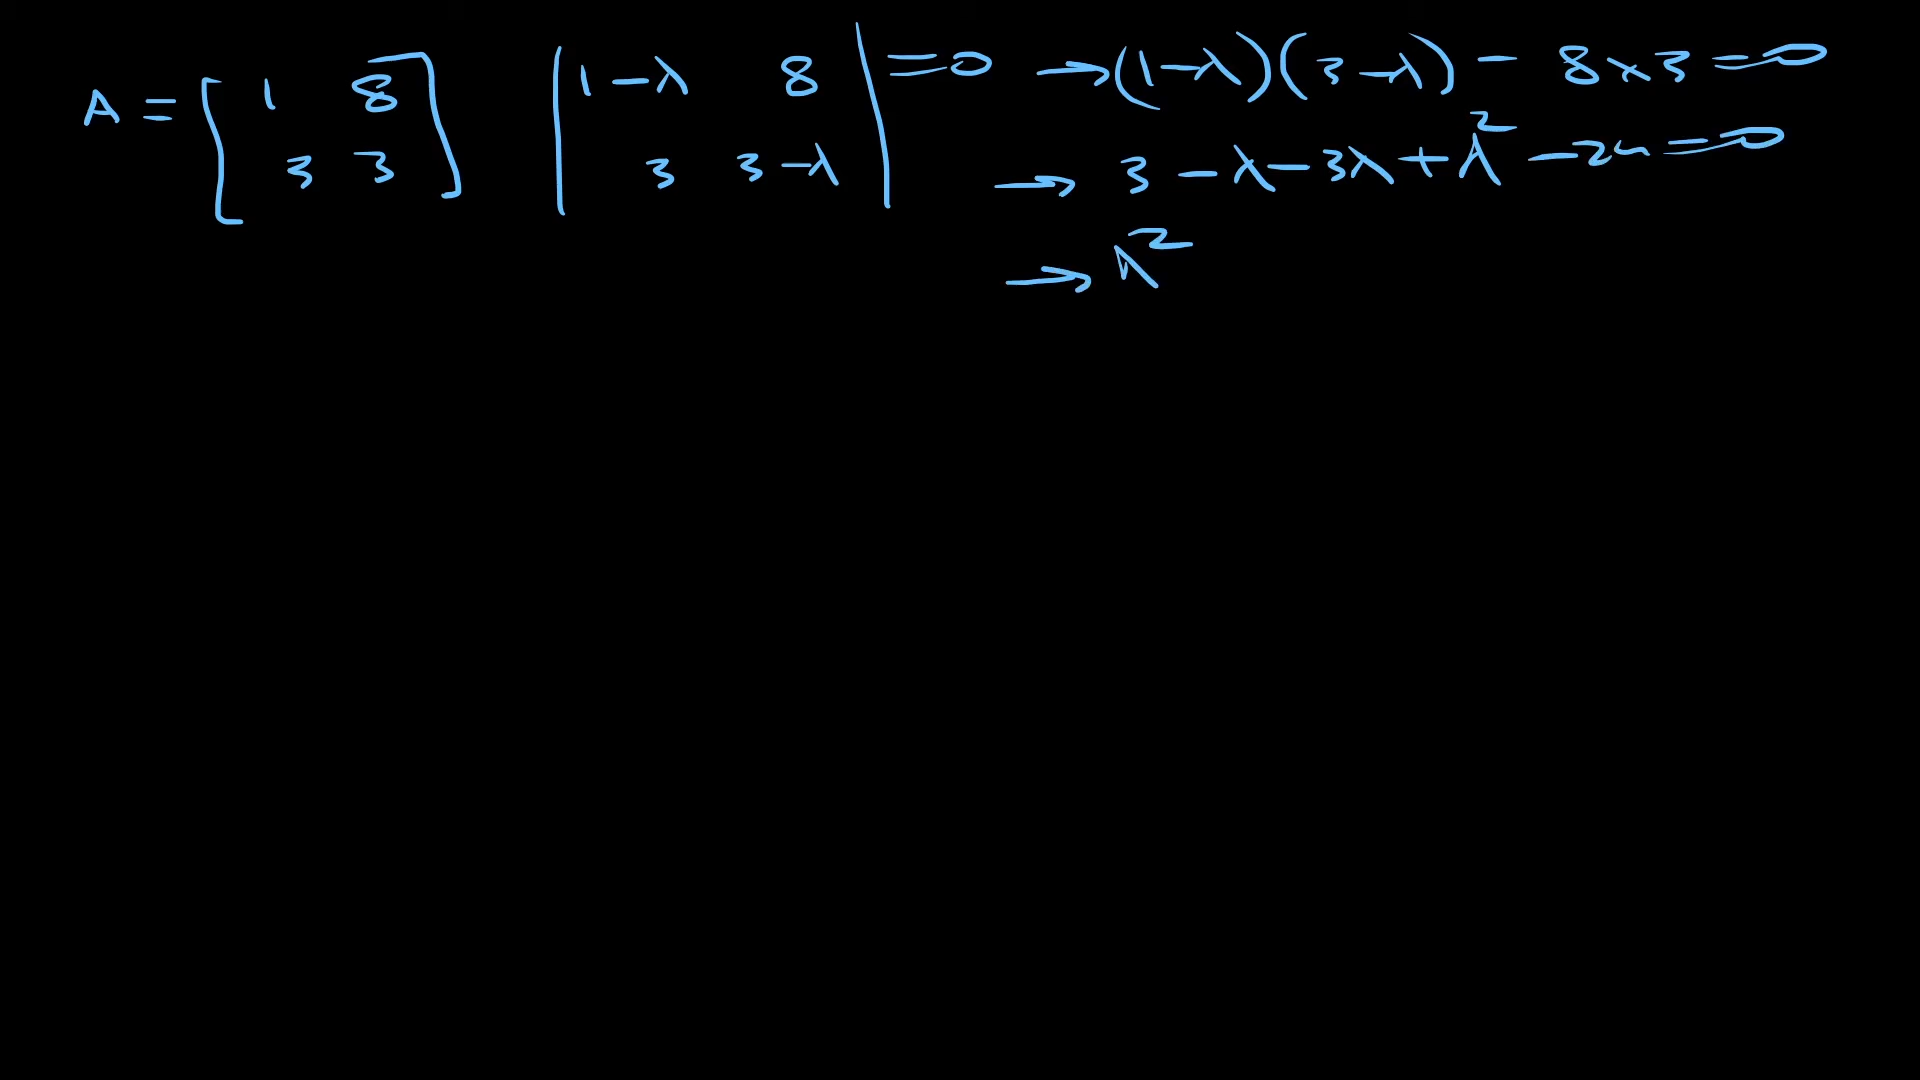 A = [ 1 8 | 1-λ 8 | = 0 → (1-λ)(3-λ) - 8×3 = 0
3 3 ] 3 3-λ | → 3 - λ - 3λ + λ² - 24 = 0
→ λ²